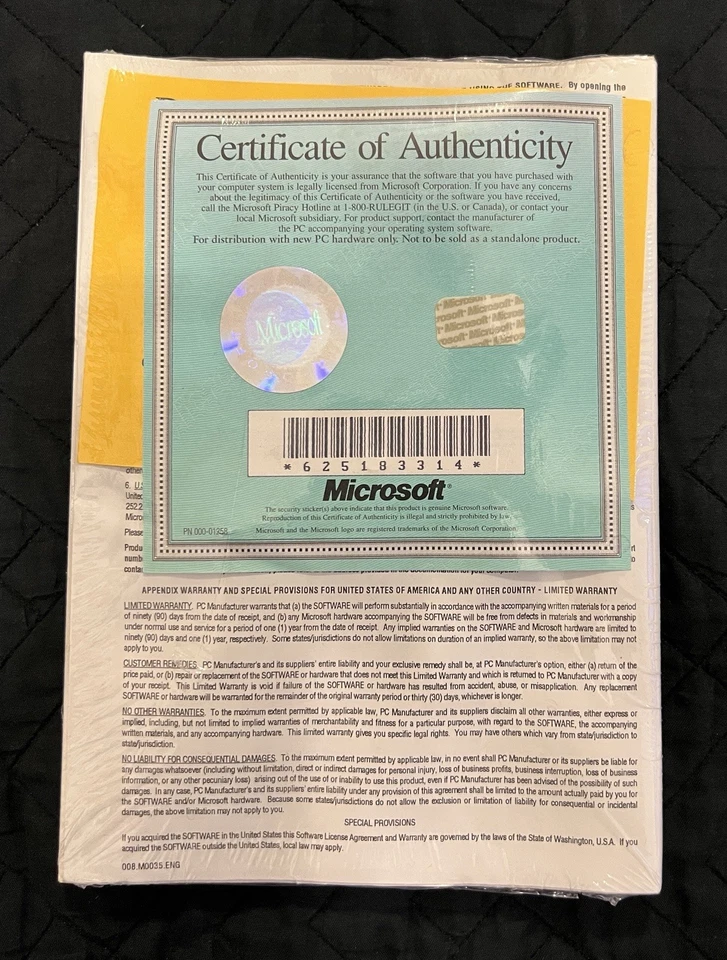 USING THE SOFTWARE. By opening the
Certificate of Authenticity
This Certificate of Authenticity is your assurance that the software that you have purchased with
your computer system is legally licensed from Microsoft Corporation. If you have any concerns
about the legitimacy of this Certificate of Authenticity or the software you have received,
call the Microsoft Piracy Hotline at 1-800-RULEGIT (in the U.S. or Canada), or contact your
local Microsoft subsidiary. For product support, contact the manufacturer of
the PC accompanying your operating system software.
For distribution with new PC hardware only. Not to be sold as a standalone product.
Microsoft
Microsoft Microsoft
*625183314*
Microsoft®
The security sticker(s) above indicate that this product is genuine Microsoft software.
Reproduction of this Certificate of Authenticity is illegal and strictly prohibited by law.
PN 000-01258
Microsoft and the Microsoft logo are registered trademarks of the Microsoft Corporation.
other
6. U.S
United
252.2
Micro
Please
Produ
numb
contac
APPENDIX WARRANTY AND SPECIAL PROVISIONS FOR UNITED STATES OF AMERICA AND ANY OTHER COUNTRY - LIMITED WARRANTY
LIMITED WARRANTY. PC Manufacturer warrants that (a) the SOFTWARE will perform substantially in accordance with the accompanying written materials for a period
of ninety (90) days from the date of receipt, and (b) any Microsoft hardware accompanying the SOFTWARE will be free from defects in materials and workmanship
under normal use and service for a period of one (1) year from the date of receipt. Any implied warranties on the SOFTWARE and Microsoft hardware are limited to
ninety (90) days and one (1) year, respectively. Some states/jurisdictions do not allow limitations on duration of an implied warranty, so the above limitation may not
apply to you.
CUSTOMER REMEDIES. PC Manufacturer's and its suppliers' entire liability and your exclusive remedy shall be, at PC Manufacturer's option, either (a) return of the
price paid, or (b) repair or replacement of the SOFTWARE or hardware that does not meet this Limited Warranty and which is returned to PC Manufacturer with a copy
of your receipt. This Limited Warranty is void if failure of the SOFTWARE or hardware has resulted from accident, abuse, or misapplication. Any replacement
SOFTWARE or hardware will be warranted for the remainder of the original warranty period or thirty (30) days, whichever is longer.
NO OTHER WARRANTIES. To the maximum extent permitted by applicable law, PC Manufacturer and its suppliers disclaim all other warranties, either express or
implied, including, but not limited to implied warranties of merchantability and fitness for a particular purpose, with regard to the SOFTWARE, the accompanying
written materials, and any accompanying hardware. This limited warranty gives you specific legal rights. You may have others which vary from state/jurisdiction to
state/jurisdiction.
NO LIABILITY FOR CONSEQUENTIAL DAMAGES. To the maximum extent permitted by applicable law, in no event shall PC Manufacturer or its suppliers be liable for
any damages whatsoever (including without limitation, direct or indirect damages for personal injury, loss of business profits, business interruption, loss of business
information, or any other pecuniary loss) arising out of the use of or inability to use this product, even if PC Manufacturer has been advised of the possibility of such
damages. In any case, PC Manufacturer's and its suppliers' entire liability under any provision of this agreement shall be limited to the amount actually paid by you for
the SOFTWARE and/or Microsoft hardware. Because some states/jurisdictions do not allow the exclusion or limitation of liability for consequential or incidental
damages, the above limitation may not apply to you.
SPECIAL PROVISIONS
If you acquired the SOFTWARE in the United States this Software License Agreement and Warranty are governed by the laws of the State of Washington, U.S.A. If you
acquired the SOFTWARE outside the United States, local law may apply.
008.M0035.ENG